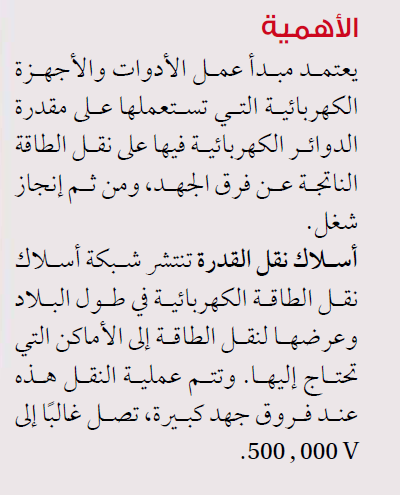 الأهمية
يعتمد مبدأ عمل الأدوات والأجهزة
الكهربائية التي تستعملها على مقدرة
الدوائر الكهربائية فيها على نقل الطاقة
الناتجة عن فرق الجهد، ومن ثم إنجاز
شغل.
أسلاك نقل القدرة تنتشر شبكة أسلاك
نقل الطاقة الكهربائية في طول البلاد
وعرضها لنقل الطاقة إلى الأماكن التي
تحتاج إليها. وتتم عملية النقل هذه
عند فروق جهد كبيرة، تصل غالبًا إلى
500,000 V.